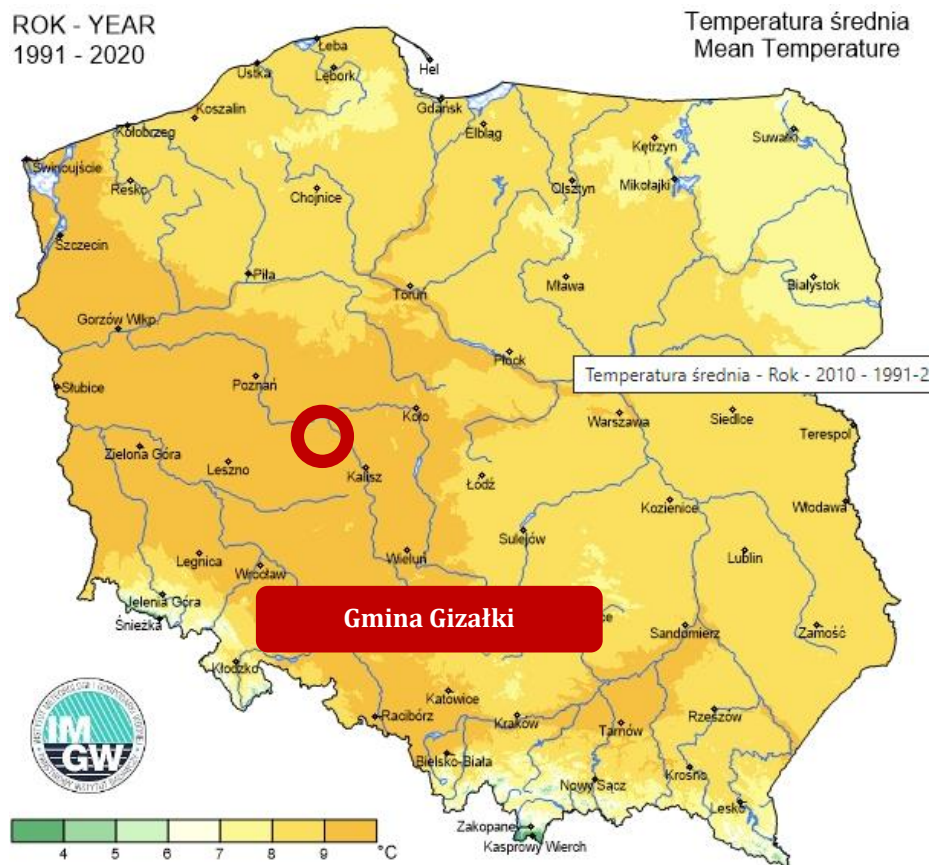 ROK - YEAR
1991 - 2020
Temperatura średnia
Mean Temperature
Łeba
Hel
Ustka
Lębork
Gdańsk
Koszalin
Kołobrzeg
Elbląg
Kętrzyn
Suwałki
Świnoujście
Resko
Chojnice
Olsztyn
Mikołajki
Szczecin
Piła
Toruń
Mława
Białystok
Gorzów Wlkp.
Płock
Temperatura średnia - Rok - 2010 - 1991-2
Słubice
Poznań
Koło
Warszawa
Siedlce
Terespol
Zielona Góra
Leszno
Kalisz
Łódź
Kozienice
Włodawa
Sulejów
Legnica
Wrocław
Wieluń
Lublin
Jelenia Góra
Śnieżka
Gmina Gizałki
ce
Sandomierz
Zamość
Kłodzko
Katowice
Racibórz
Kraków
Tarnów
Rzeszów
Bielsko-Biała
Nowy Sącz
Krosno
Lesko
Zakopane
Kasprowy Wierch
IM
GW
4 5 6 7 8 9 °C